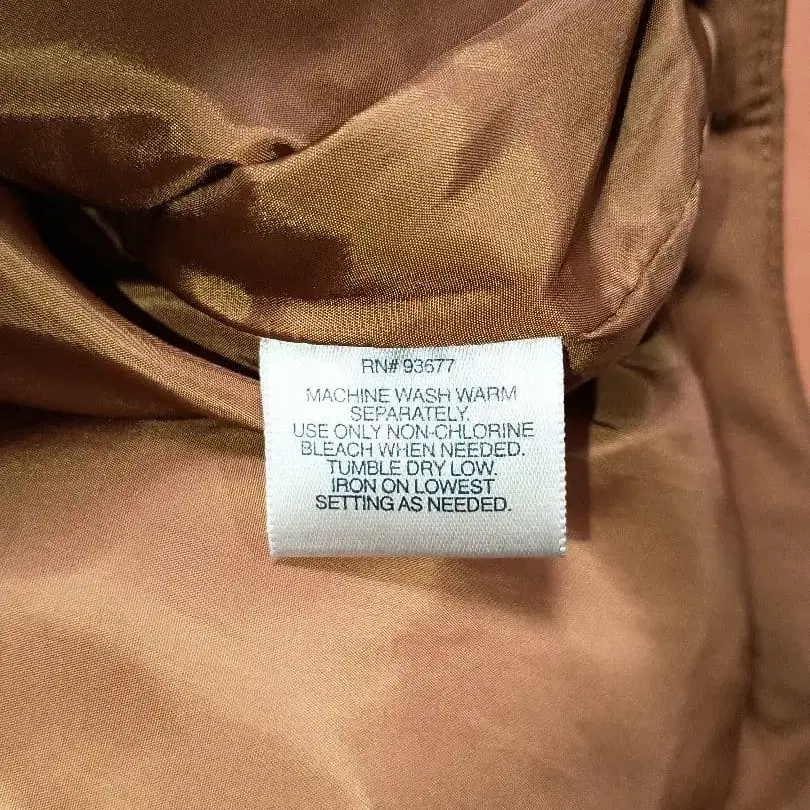 RN# 93677
MACHINE WASH WARM
SEPARATELY.
USE ONLY NON-CHLORINE
BLEACH WHEN NEEDED.
TUMBLE DRY LOW.
IRON ON LOWEST
SETTING AS NEEDED.